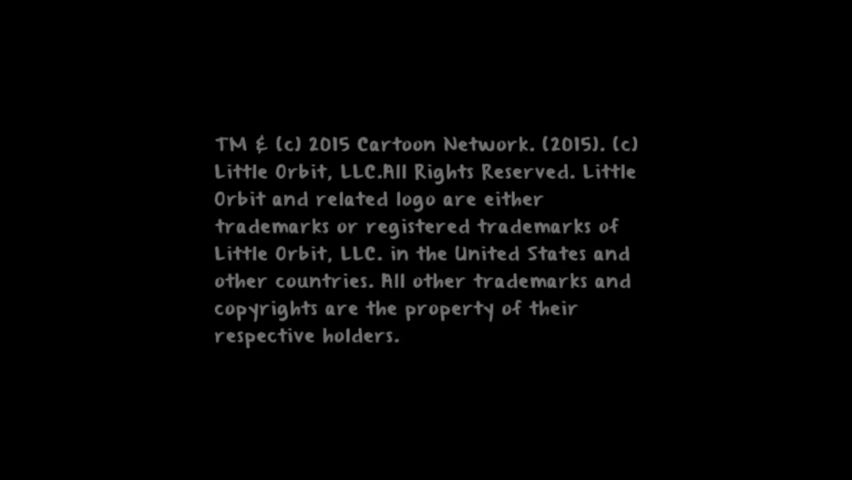 TM & (c) 2015 Cartoon Network. (2015). (c)
Little Orbit, LLC.All Rights Reserved. Little
Orbit and related logo are either
trademarks or registered trademarks of
Little Orbit, LLC. in the United States and
other countries. All other trademarks and
copyrights are the property of their
respective holders.